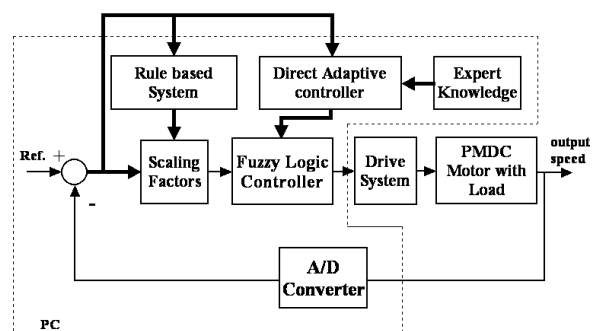 Rule based
System
Direct Adaptive
controller
Expert
Knowledge
Ref.
+
-
Scaling
Factors
Fuzzy Logic
Controller
Drive
System
PMDC
Motor with
Load
output
speed
A/D
Converter
PC